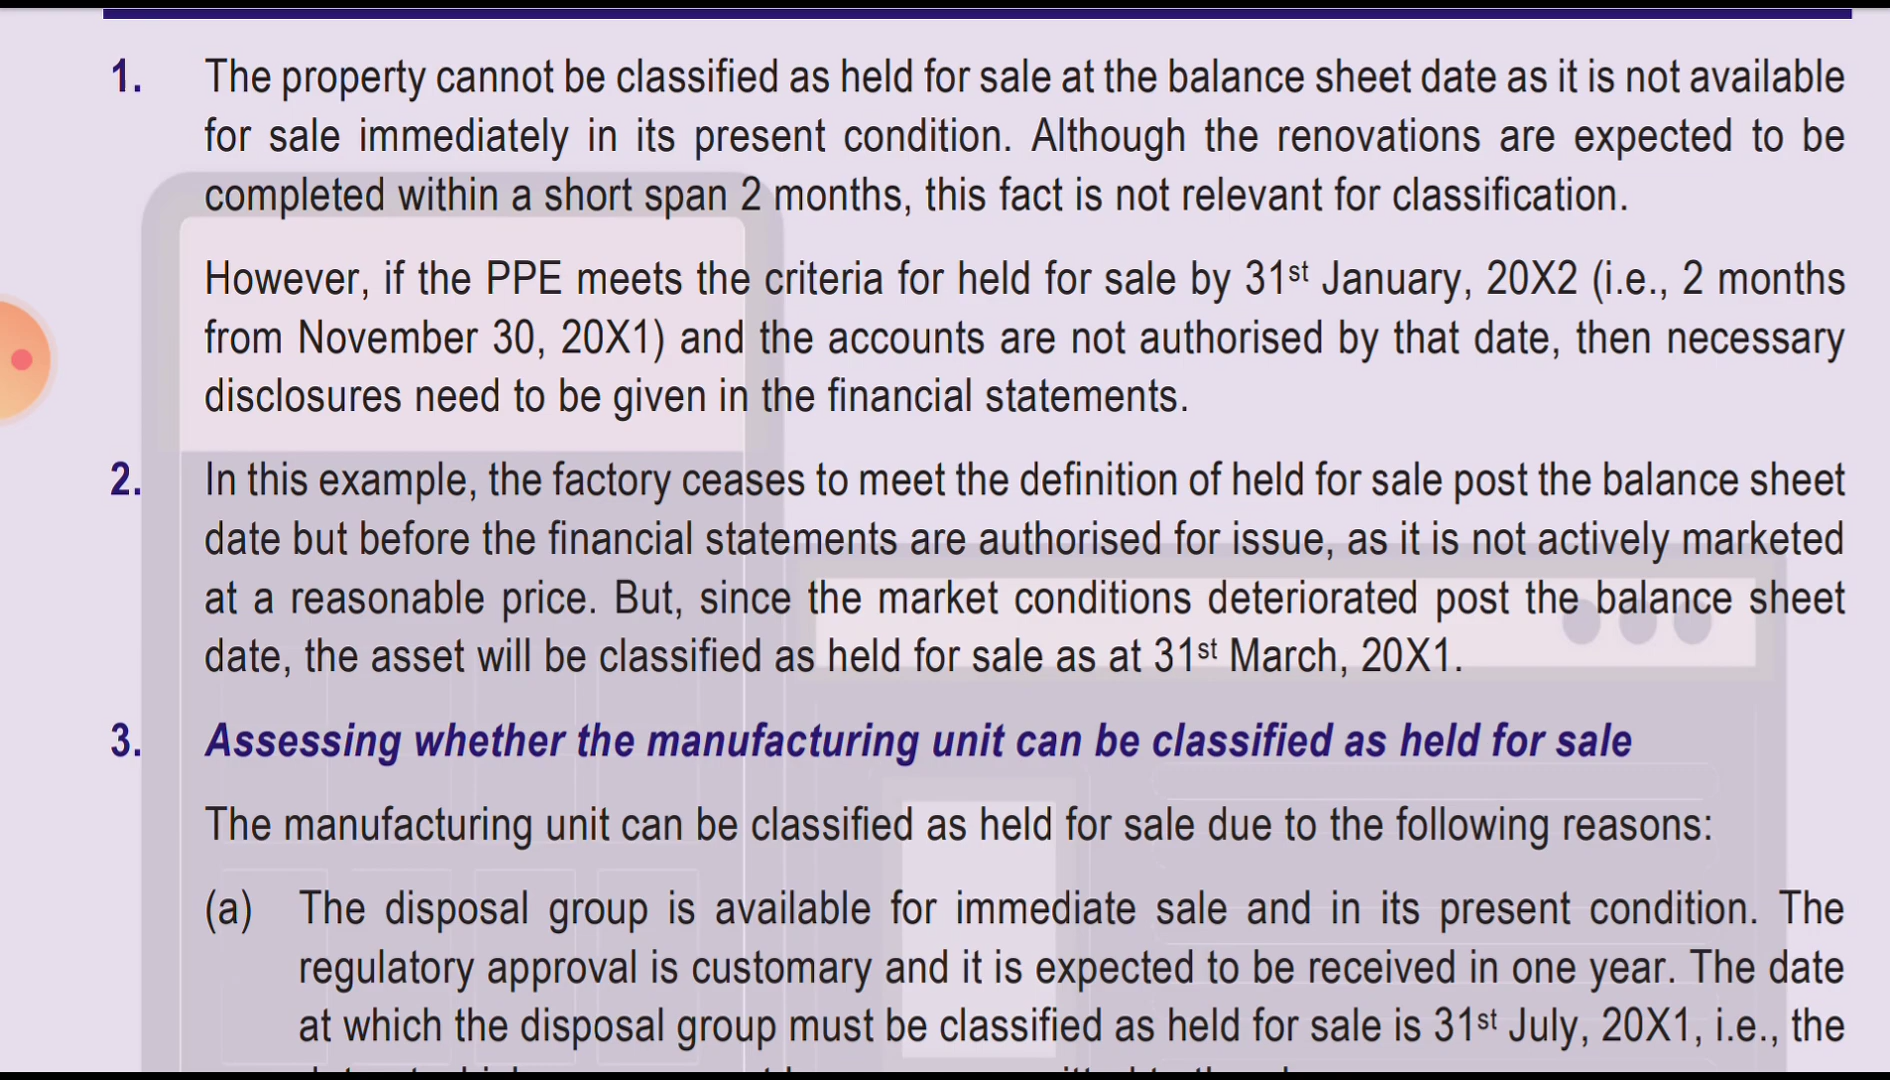 1. The property cannot be classified as held for sale at the balance sheet date as it is not available
for sale immediately in its present condition. Although the renovations are expected to be
completed within a short span 2 months, this fact is not relevant for classification.
However, if the PPE meets the criteria for held for sale by 31st January, 20X2 (i.e., 2 months
from November 30, 20X1) and the accounts are not authorised by that date, then necessary
disclosures need to be given in the financial statements.
2. In this example, the factory ceases to meet the definition of held for sale post the balance sheet
date but before the financial statements are authorised for issue, as it is not actively marketed
at a reasonable price. But, since the market conditions deteriorated post the balance sheet
date, the asset will be classified as held for sale as at 31st March, 20X1.
3. Assessing whether the manufacturing unit can be classified as held for sale
The manufacturing unit can be classified as held for sale due to the following reasons:
(a) The disposal group is available for immediate sale and in its present condition. The
regulatory approval is customary and it is expected to be received in one year. The date
at which the disposal group must be classified as held for sale is 31st July, 20X1, i.e., the